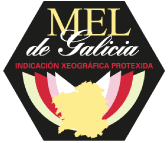 MEL
de Galicia
INDICACIÓN XEOGRÁFICA PROTEXIDA